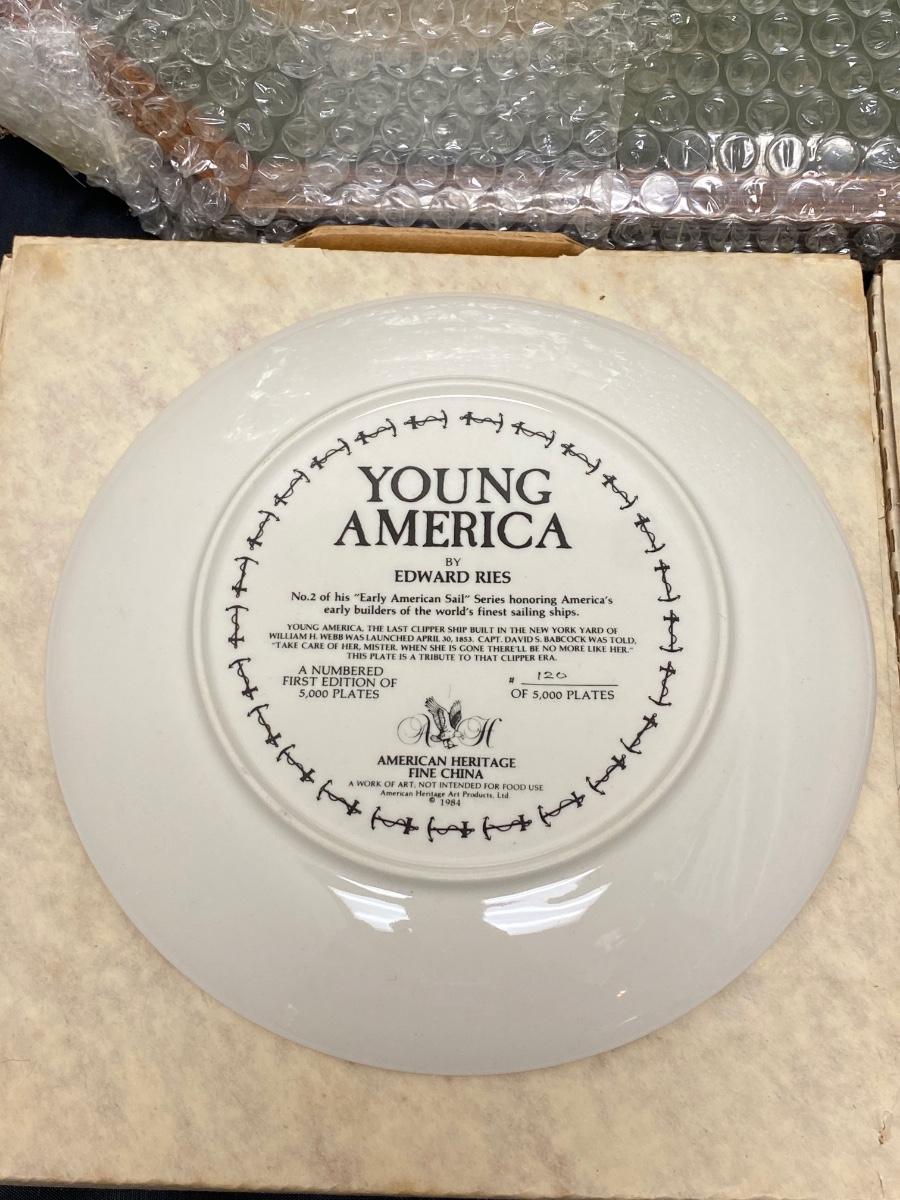 YOUNG
AMERICA
BY
EDWARD RIES
No.2 of his "Early American Sail" Series honoring America's
early builders of the world's finest sailing ships.
YOUNG AMERICA, THE LAST CLIPPER SHIP BUILT IN THE NEW YORK YARD OF
WILLIAM H. WEBB WAS LAUNCHED APRIL 30, 1853. CAPT. DAVID S. BABCOCK WAS TOLD,
"TAKE CARE OF HER, MISTER. WHEN SHE IS GONE THERE'LL BE NO MORE LIKE HER."
THIS PLATE IS A TRIBUTE TO THAT CLIPPER ERA.
A NUMBERED
FIRST EDITION OF
5,000 PLATES
# 120
OF 5,000 PLATES
A H
AMERICAN HERITAGE
FINE CHINA
A WORK OF ART, NOT INTENDED FOR FOOD USE
American Heritage Art Products, Ltd.
© 1984